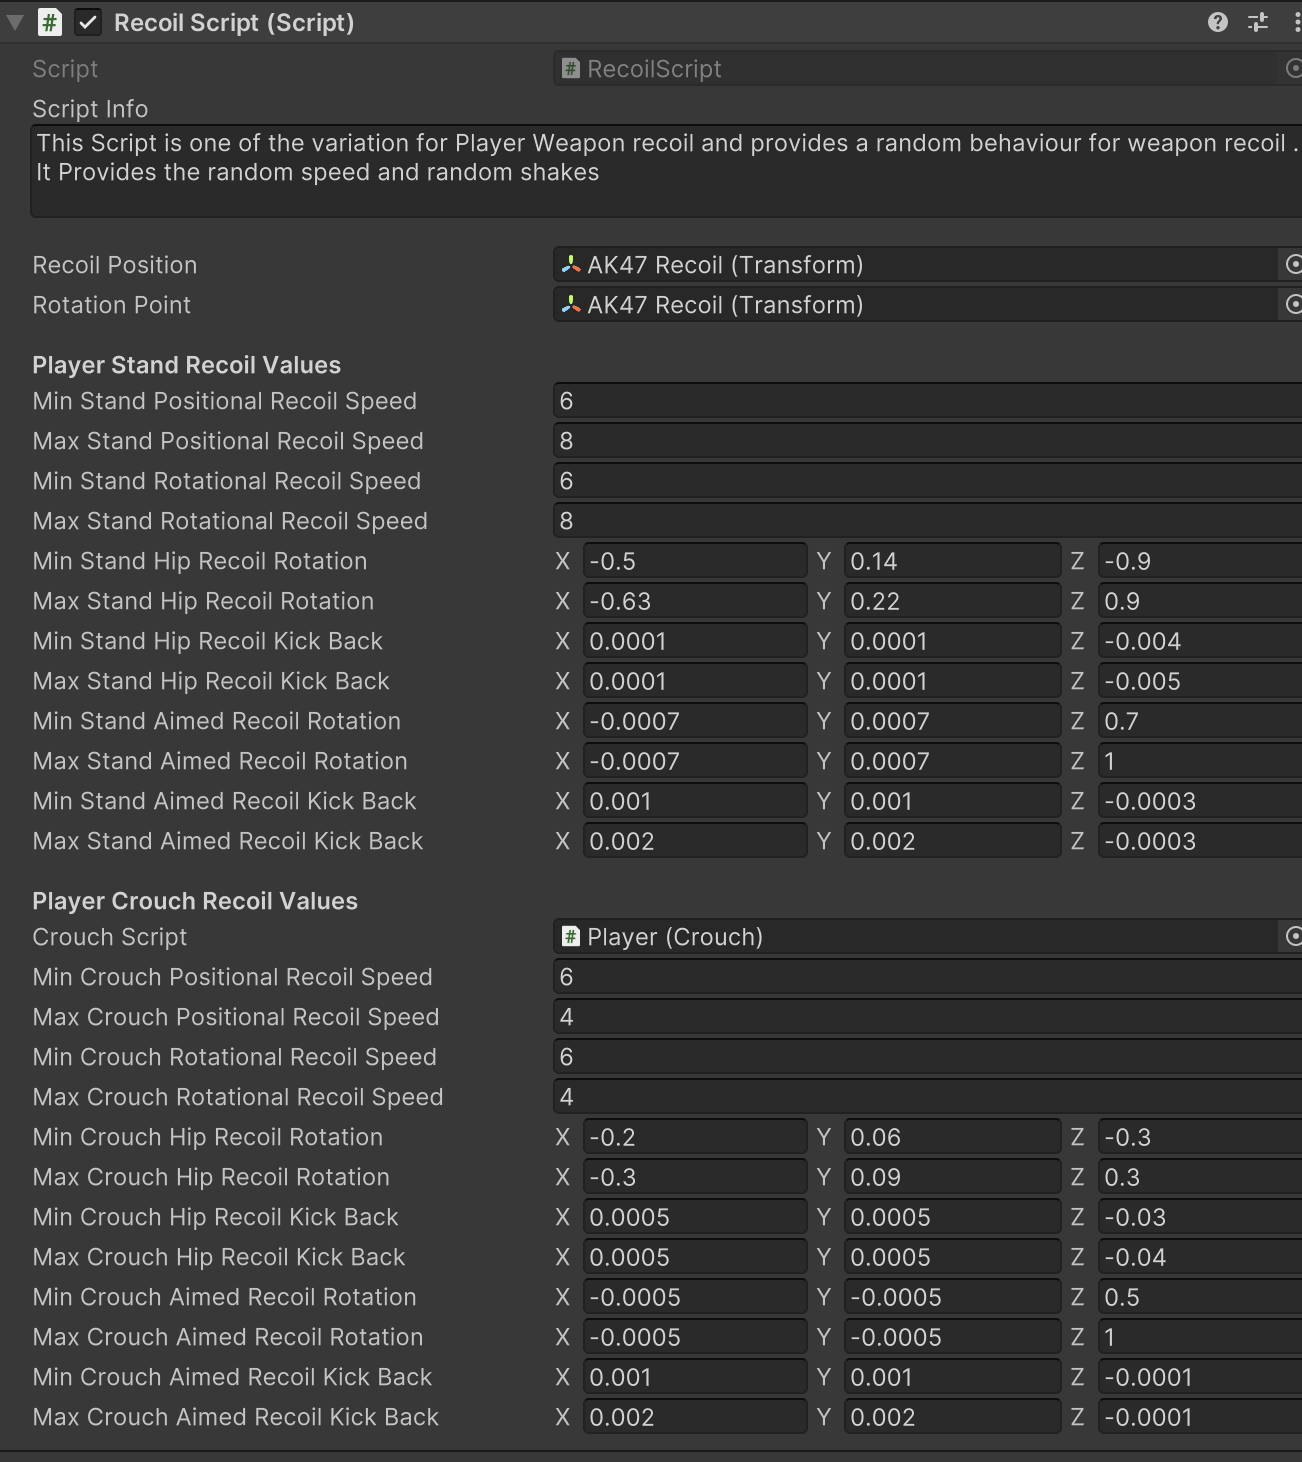 Recoil Script (Script)
Script RecoilScript
Script Info
This Script is one of the variation for Player Weapon recoil and provides a random behaviour for weapon recoil .
It Provides the random speed and random shakes
Recoil Position AK47 Recoil (Transform)
Rotation Point AK47 Recoil (Transform)
Player Stand Recoil Values
Min Stand Positional Recoil Speed 6
Max Stand Positional Recoil Speed 8
Min Stand Rotational Recoil Speed 6
Max Stand Rotational Recoil Speed 8
Min Stand Hip Recoil Rotation X -0.5 Y 0.14 Z -0.9
Max Stand Hip Recoil Rotation X -0.63 Y 0.22 Z 0.9
Min Stand Hip Recoil Kick Back X 0.0001 Y 0.0001 Z -0.004
Max Stand Hip Recoil Kick Back X 0.0001 Y 0.0001 Z -0.005
Min Stand Aimed Recoil Rotation X -0.0007 Y 0.0007 Z 0.7
Max Stand Aimed Recoil Rotation X -0.0007 Y 0.0007 Z 1
Min Stand Aimed Recoil Kick Back X 0.001 Y 0.001 Z -0.0003
Max Stand Aimed Recoil Kick Back X 0.002 Y 0.002 Z -0.0003
Player Crouch Recoil Values
Crouch Script Player (Crouch)
Min Crouch Positional Recoil Speed 6
Max Crouch Positional Recoil Speed 4
Min Crouch Rotational Recoil Speed 6
Max Crouch Rotational Recoil Speed 4
Min Crouch Hip Recoil Rotation X -0.2 Y 0.06 Z -0.3
Max Crouch Hip Recoil Rotation X -0.3 Y 0.09 Z 0.3
Min Crouch Hip Recoil Kick Back X 0.0005 Y 0.0005 Z -0.03
Max Crouch Hip Recoil Kick Back X 0.0005 Y 0.0005 Z -0.04
Min Crouch Aimed Recoil Rotation X -0.0005 Y -0.0005 Z 0.5
Max Crouch Aimed Recoil Rotation X -0.0005 Y -0.0005 Z 1
Min Crouch Aimed Recoil Kick Back X 0.001 Y 0.001 Z -0.0001
Max Crouch Aimed Recoil Kick Back X 0.002 Y 0.002 Z -0.0001